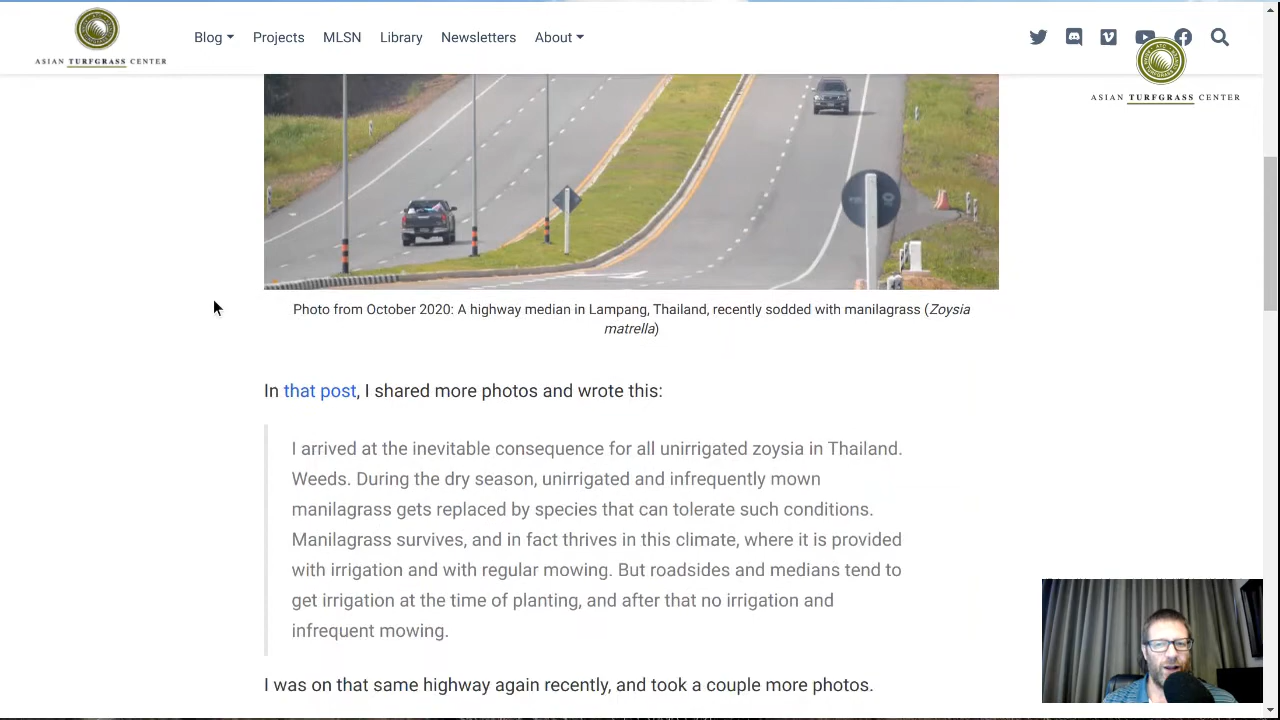 Blog Projects MLSN Library Newsletters About
ASIAN TURFGRASS CENTER
ASIAN TURFGRASS CENTER
Photo from October 2020: A highway median in Lampang, Thailand, recently sodded with manilagrass (Zoysia
matrella)
In that post, I shared more photos and wrote this:
I arrived at the inevitable consequence for all unirrigated zoysia in Thailand.
Weeds. During the dry season, unirrigated and infrequently mown
manilagrass gets replaced by species that can tolerate such conditions.
Manilagrass survives, and in fact thrives in this climate, where it is provided
with irrigation and with regular mowing. But roadsides and medians tend to
get irrigation at the time of planting, and after that no irrigation and
infrequent mowing.
I was on that same highway again recently, and took a couple more photos.